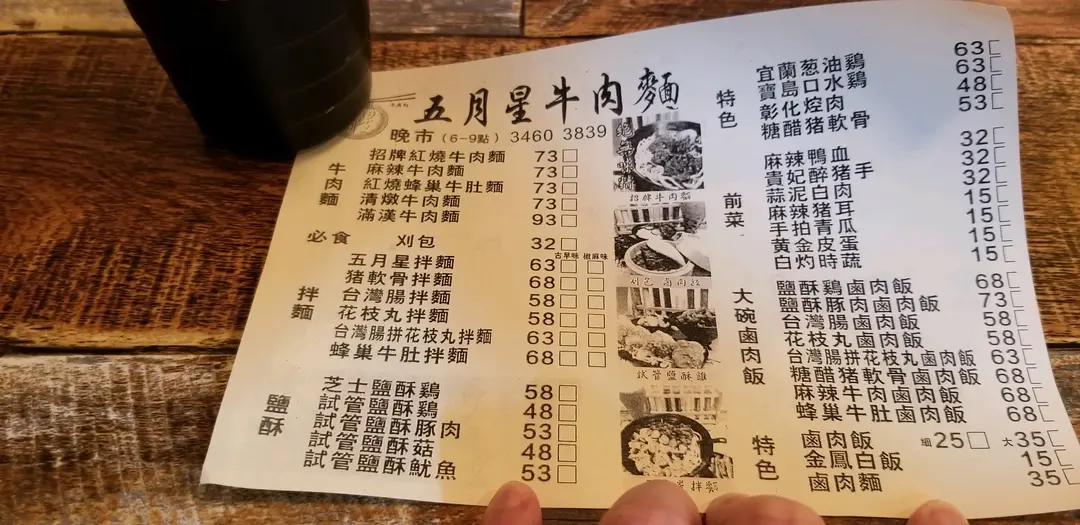 五月星牛肉麵
晚市 (6-9點) 3460 3839
牛肉麵
招牌紅燒牛肉麵 73
麻辣牛肉麵 73
紅燒蜂巢牛肚麵 73
清燉牛肉麵 73
滿漢牛肉麵 93
必食 刈包 32
古早味 椒麻味
拌麵
五月星拌麵 63
猪軟骨拌麵 68
台灣腸拌麵 58
花枝丸拌麵 58
台灣腸拼花枝丸拌麵 63
蜂巢牛肚拌麵 68
鹽酥
芝士鹽酥鷄 58
試管鹽酥鷄 48
試管鹽酥豚肉 53
試管鹽酥菇 48
試管鹽酥魷魚 53
招牌牛肉麵
刈包
試管鹽酥雞
拌麵
特色
宜蘭葱油鷄 63
寶島口水鷄 63
彰化焢肉 48
糖醋猪軟骨 53
前菜
麻辣鴨血 32
貴妃醉猪手 32
蒜泥白肉 32
麻辣猪耳 15
手拍青瓜 15
黄金皮蛋 15
白灼時蔬 15
大碗鹵肉飯
鹽酥鷄鹵肉飯 68
鹽酥豚肉鹵肉飯 73
台灣腸鹵肉飯 58
花枝丸鹵肉飯 58
台灣腸拼花枝丸鹵肉飯 63
糖醋猪軟骨鹵肉飯 68
麻辣牛肉鹵肉飯 68
蜂巢牛肚鹵肉飯 68
特色
鹵肉飯 細25 大35
金鳳白飯 15
鹵肉麵 35